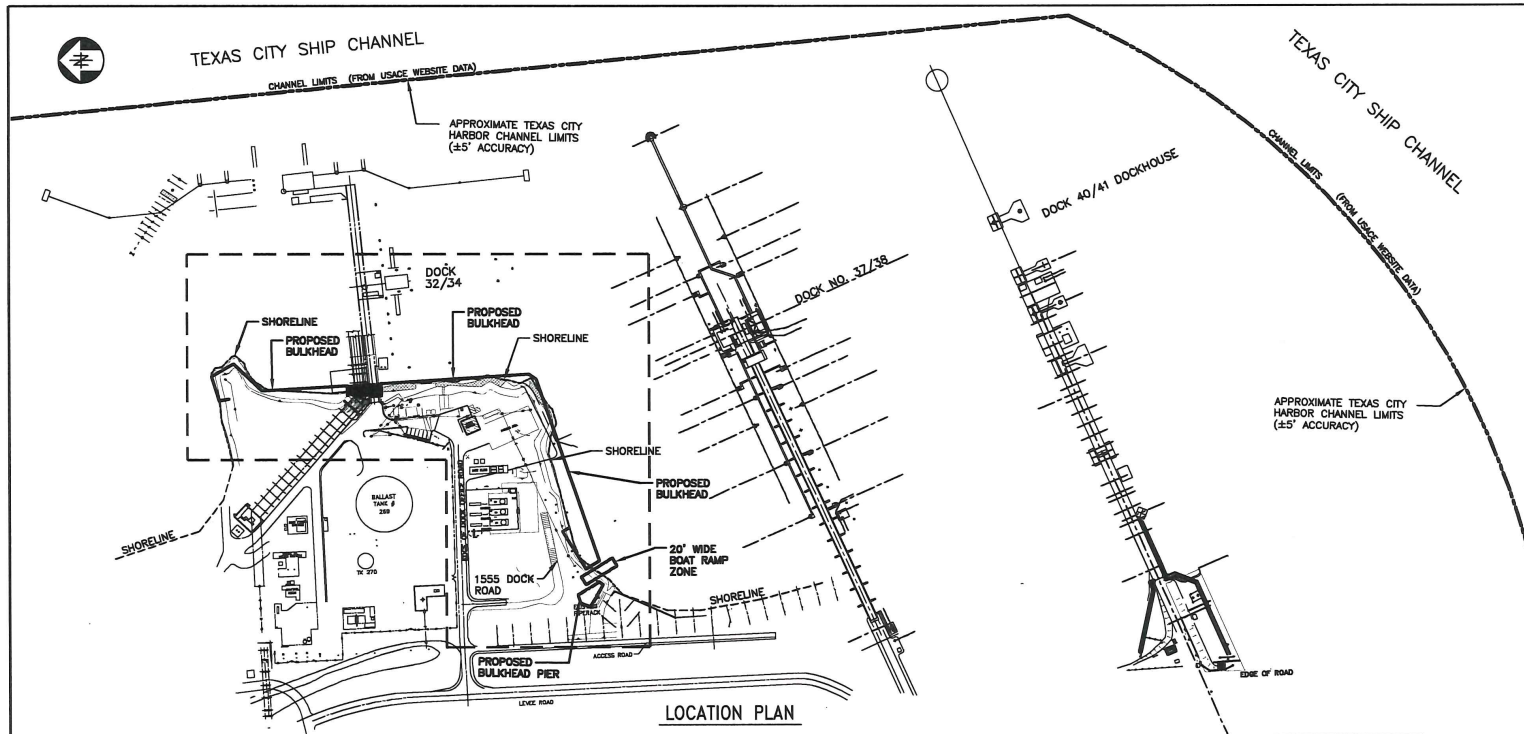 N
TEXAS CITY SHIP CHANNEL
CHANNEL LIMITS (FROM USACE WEBSITE DATA)
APPROXIMATE TEXAS CITY
HARBOR CHANNEL LIMITS
(±5' ACCURACY)
TEXAS CITY SHIP CHANNEL
CHANNEL LIMITS
(FROM USACE WEBSITE DATA)
DOCK 40/41 DOCKHOUSE
DOCK NO. 37/38
DOCK
32/34
SHORELINE
PROPOSED
BULKHEAD
PROPOSED
BULKHEAD
SHORELINE
SHORELINE
PROPOSED
BULKHEAD
BALLAST
TANK #
269
TK 270
SHORELINE
1555 DOCK
ROAD
20' WIDE
BOAT RAMP
ZONE
SHORELINE
APPROXIMATE TEXAS CITY
HARBOR CHANNEL LIMITS
(±5' ACCURACY)
PROPOSED
BULKHEAD PIER
ACCESS ROAD
LEVEE ROAD
EDGE OF ROAD
LOCATION PLAN